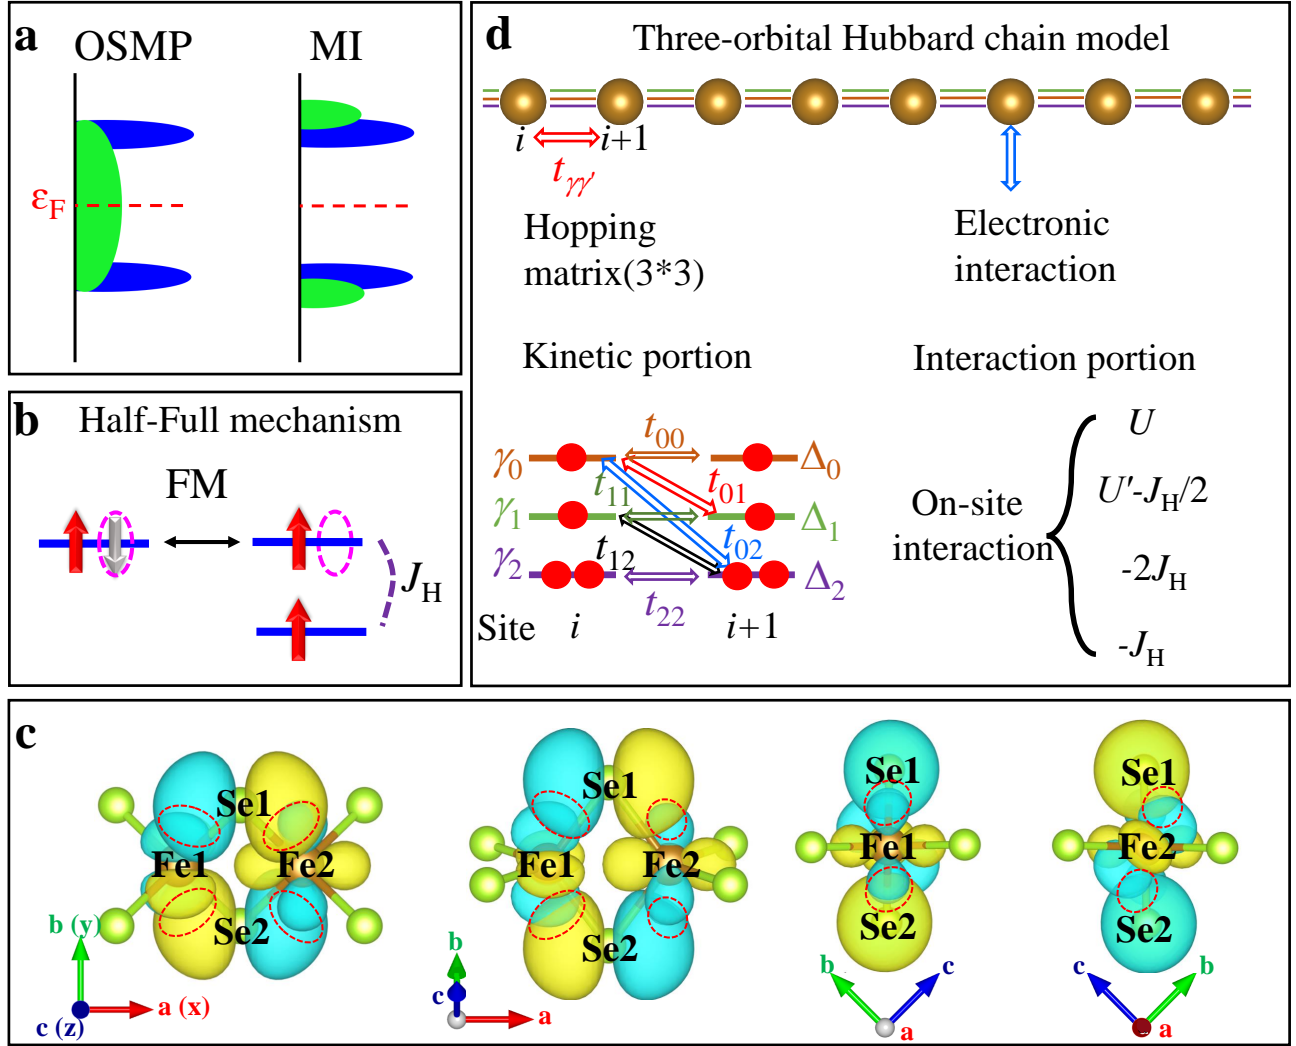 a
OSMP
MI
εF
b
Half-Full mechanism
FM
JH
d
Three-orbital Hubbard chain model
i
i+1
tγγ′
Hopping
matrix(3*3)
Electronic
interaction
Kinetic portion
Interaction portion
γ0
t00
Δ0
γ1
t11
t01
Δ1
γ2
t12
t02
Δ2
t22
Site
i
i+1
On-site
interaction
U
U'-JH/2
-2JH
-JH
c
Se1
Fe1
Fe2
Se2
b (y)
a (x)
c (z)
Se1
Fe1
Fe2
Se2
b
c
a
Se1
Fe1
Se2
b
c
a
Se1
Fe2
Se2
c
b
a